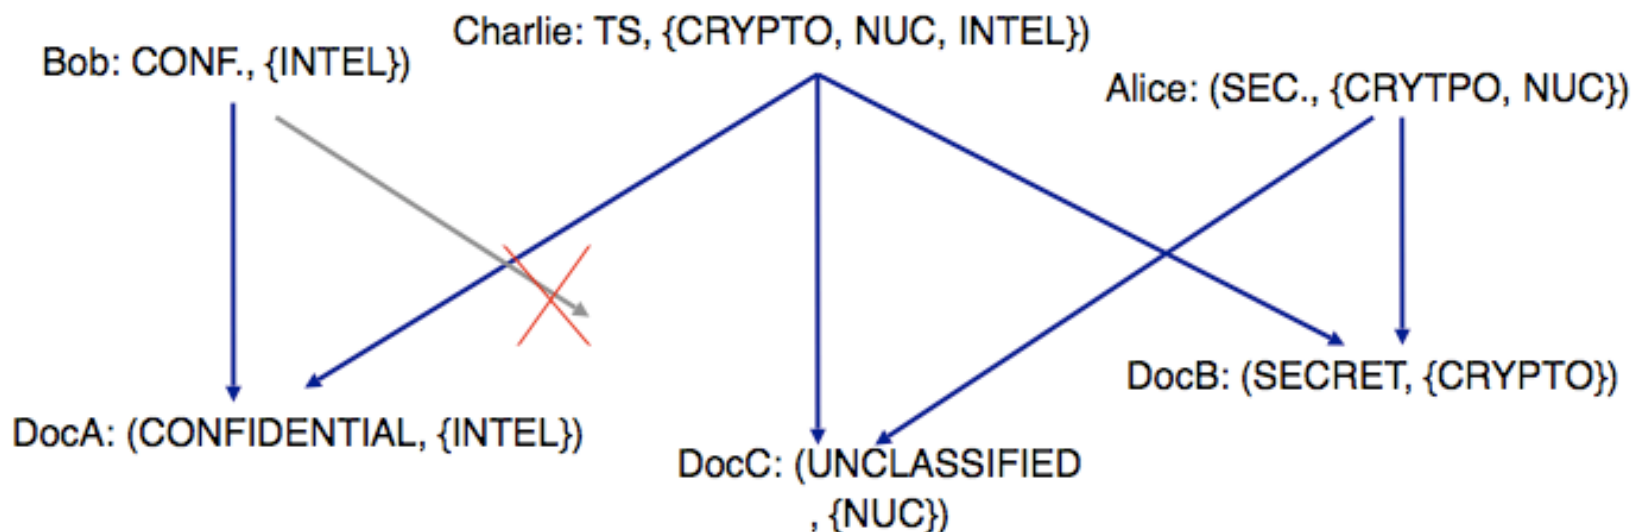 Charlie: TS, {CRYPTO, NUC, INTEL})
Bob: CONF., {INTEL})
Alice: (SEC., {CRYTPO, NUC})
DocB: (SECRET, {CRYPTO})
DocA: (CONFIDENTIAL, {INTEL})
DocC: (UNCLASSIFIED
, {NUC})